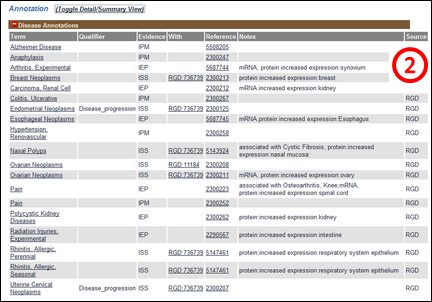 Annotation (Toggle Detail/Summary View)
Disease Annotations
Term Qualifier Evidence With Reference Notes Source
Alzheimer Disease IPM 5508205
Anaphylaxis IPM 2300247
Arthritis, Experimental IEP 5687744 mRNA, protein:increased expression:synovium
Breast Neoplasms ISS RGD:736739 2300213 protein:increased expression:breast
Carcinoma, Renal Cell IEP 2300212 mRNA:increased expression:kidney
Colitis, Ulcerative IPM 2300267 RGD
Endometrial Neoplasms Disease_progression ISS RGD:736739 2300125 RGD
Esophageal Neoplasms IEP 5687745 mRNA,protein:increased expression:Esophagus RGD
Hypertension,
Renovascular IPM 2300258 RGD
Nasal Polyps ISS RGD:736739 5143924 associated with Cystic Fibrosis; protein:increased
expression:nasal mucosa: RGD
Ovarian Neoplasms ISS RGD:11184 2300208 RGD
Ovarian Neoplasms ISS RGD:736739 2300211 mRNA, protein:increased expression:ovary RGD
Pain IEP 2300223 associated with Osteoarthritis, Knee;mRNA,
protein:increased expression:spinal cord RGD
Pain IPM 2300252 RGD
Polycystic Kidney
Diseases IEP 2300262 protein:increased expression:kidney RGD
Radiation Injuries,
Experimental IEP 2290567 protein:increased expression:intestine RGD
Rhinitis, Allergic,
Perennial ISS RGD:736739 5147461 protein:increased expression:respiratory system epithelium RGD
Rhinitis, Allergic,
Seasonal ISS RGD:736739 5147461 protein:increased expression:respiratory system epithelium RGD
Uterine Cervical
Neoplasms Disease_progression ISS RGD:736739 2300207 RGD
2